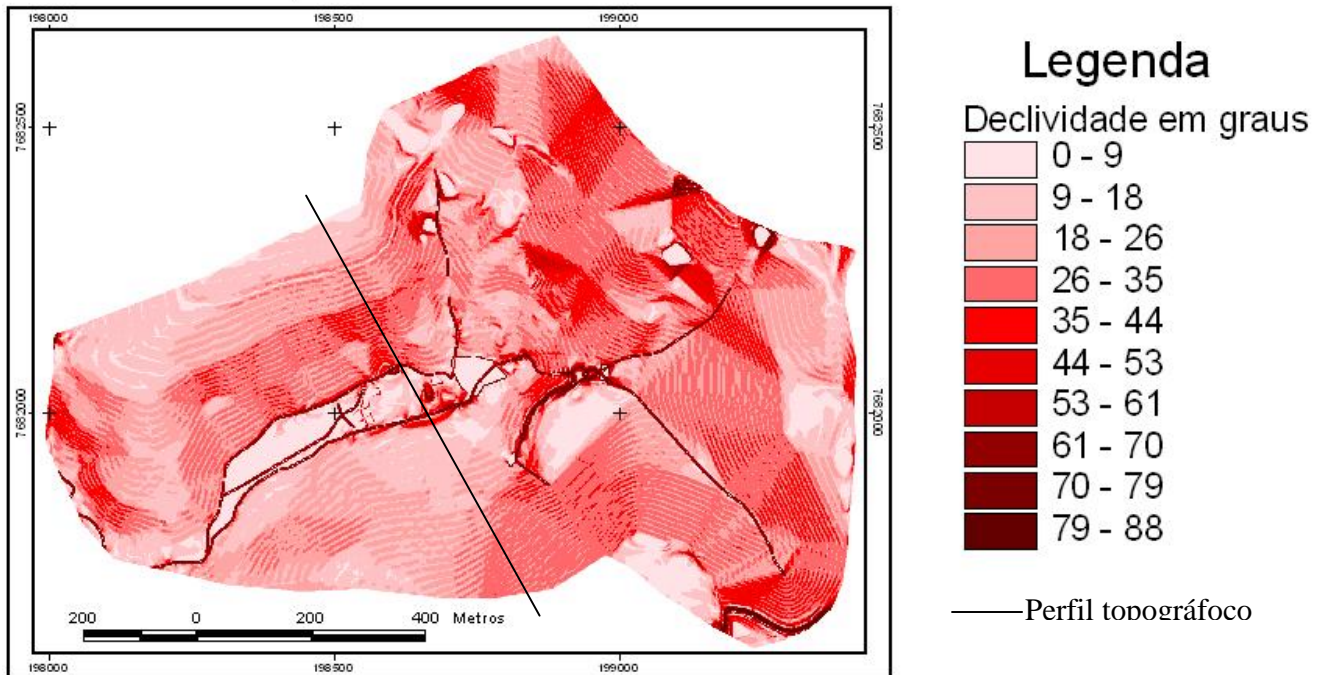 198000 198500 199000
7682500 7682500
7682000 7682000
200 0 200 400 Metros
198000 198500 199000
Legenda
Declividade em graus
0 - 9
9 - 18
18 - 26
26 - 35
35 - 44
44 - 53
53 - 61
61 - 70
70 - 79
79 - 88
Perfil topográfoco